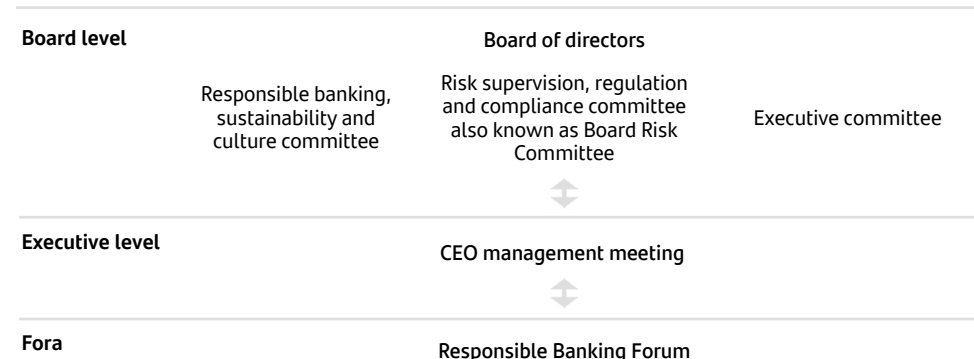 Board level
Board of directors
Responsible banking,
sustainability and
culture committee
Risk supervision, regulation
and compliance committee
also known as Board Risk
Committee
Executive committee
Executive level
CEO management meeting
Fora
Responsible Banking Forum